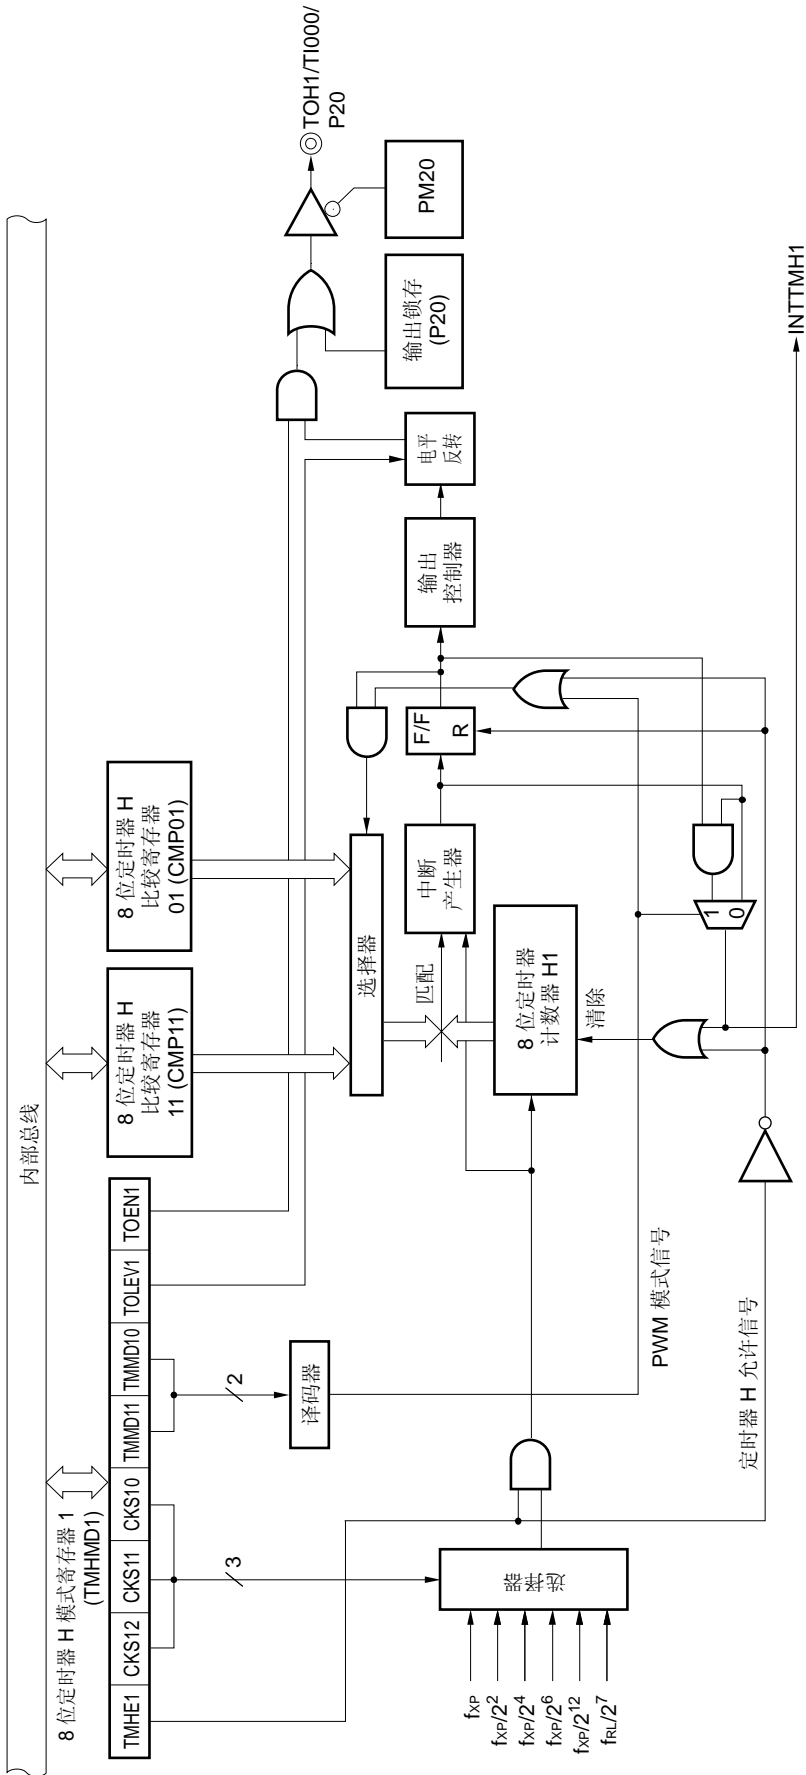 内部总线
8 位定时器 H 模式寄存器 1
(TMHMD1)
TMHE1
CKS12
CKS11
CKS10
TMMD11
TMMD10
TOLEV1
TOEN1
8 位定时器 H
比较寄存器
11 (CMP11)
8 位定时器 H
比较寄存器
01 (CMP01)
3
2
译码器
选择器
匹配
fXP
fXP/2^2
fXP/2^4
fXP/2^6
fXP/2^12
fRL/2^7
选择器
8 位定时器
计数器 H1
清除
中断
产生器
F/F
R
输出
控制器
电平
反转
输出锁存
(P20)
PM20
TOH1/TI000/
P20
PWM 模式信号
定时器 H 允许信号
1
0
INTTMH1